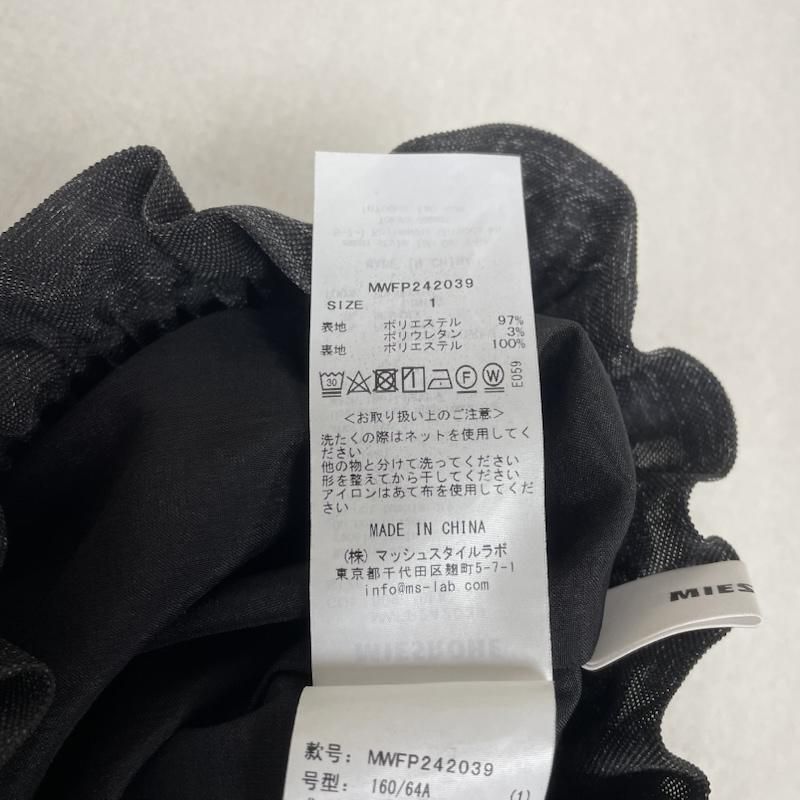 MWFP242039
SIZE 1
表地 ポリエステル 97%
ポリウレタン 3%
裏地 ポリエステル 100%
30 F W E059
<お取り扱い上のご注意>
洗たくの際はネットを使用してく
ださい
他の物と分けて洗ってください
形を整えてから干してください
アイロンはあて布を使用してくだ
さい
MADE IN CHINA
(株)マッシュスタイルラボ
東京都千代田区麹町5-7-1
info@ms-lab.com
MIES
款号: MWFP242039
号型: 160/64A
(1)